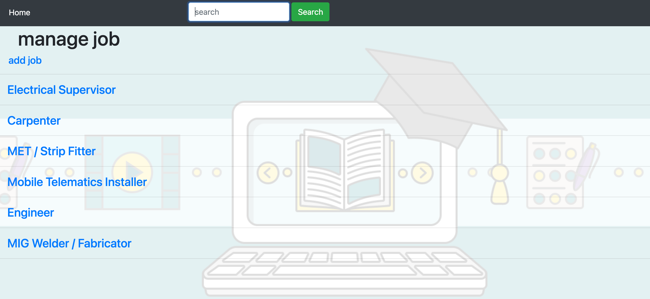 Home
search
Search
manage job
add job
Electrical Supervisor
Carpenter
MET / Strip Fitter
Mobile Telematics Installer
Engineer
MIG Welder / Fabricator